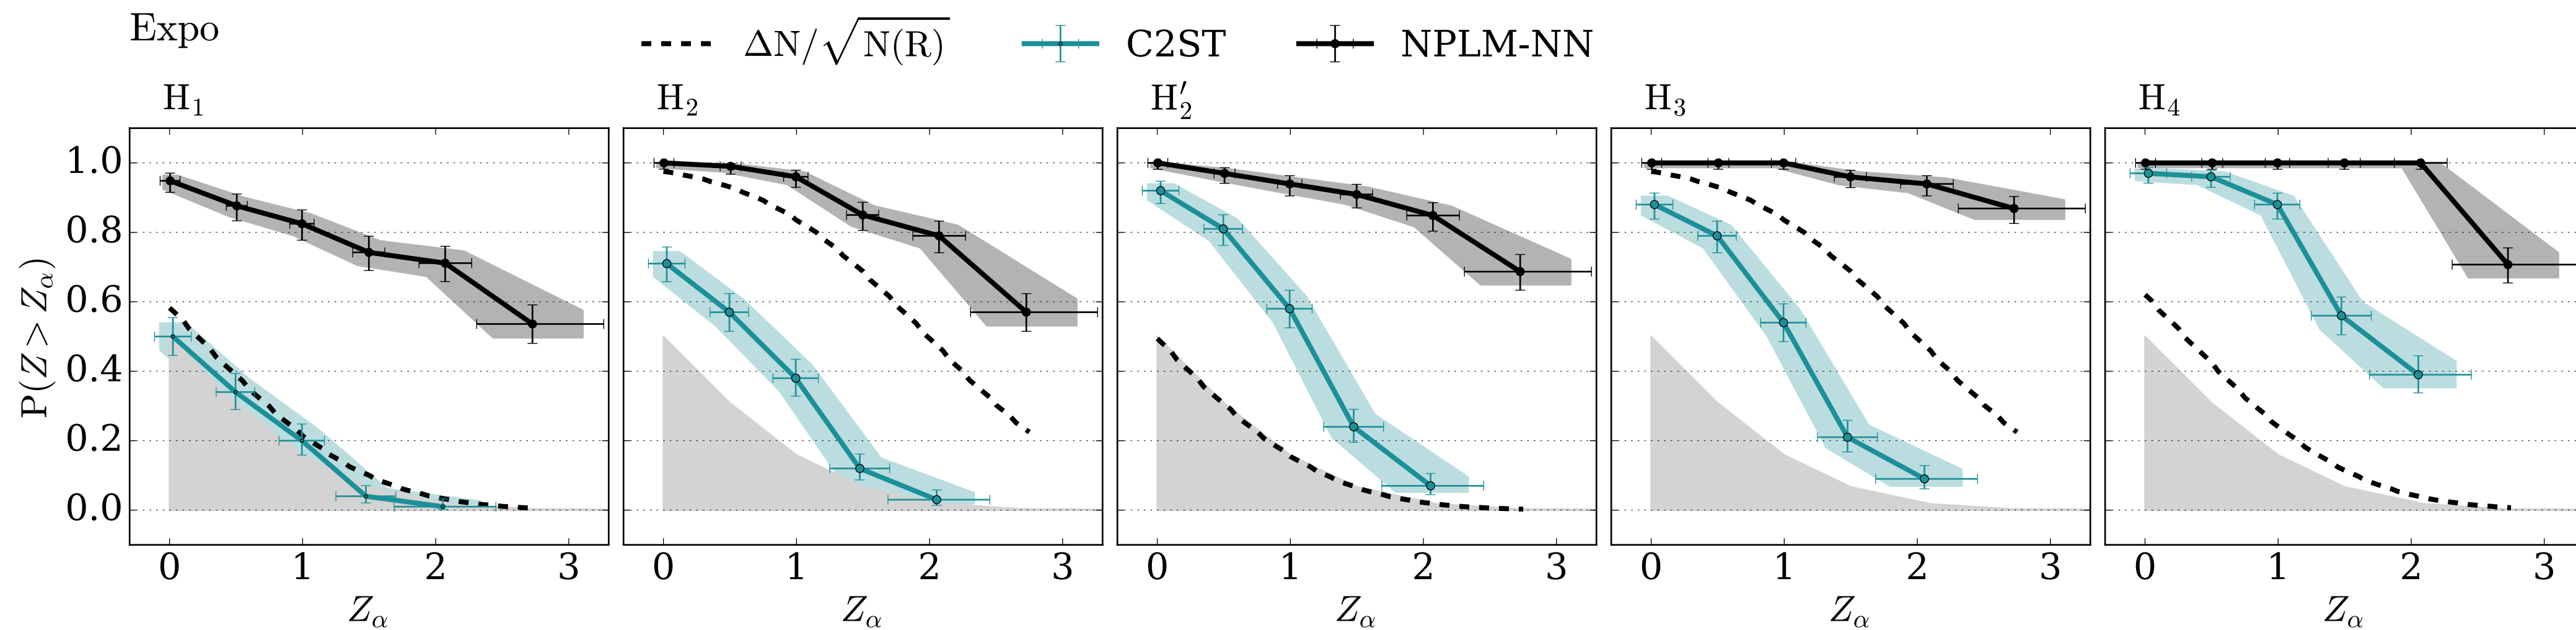 Expo
ΔN/√N(R) C2ST NPLM-NN
H₁ H₂ H₂′ H₃ H₄
P(Z > Zα)
1.0
0.8
0.6
0.4
0.2
0.0
0 1 2 3 0 1 2 3 0 1 2 3 0 1 2 3 0 1 2 3
Zα Zα Zα Zα Zα